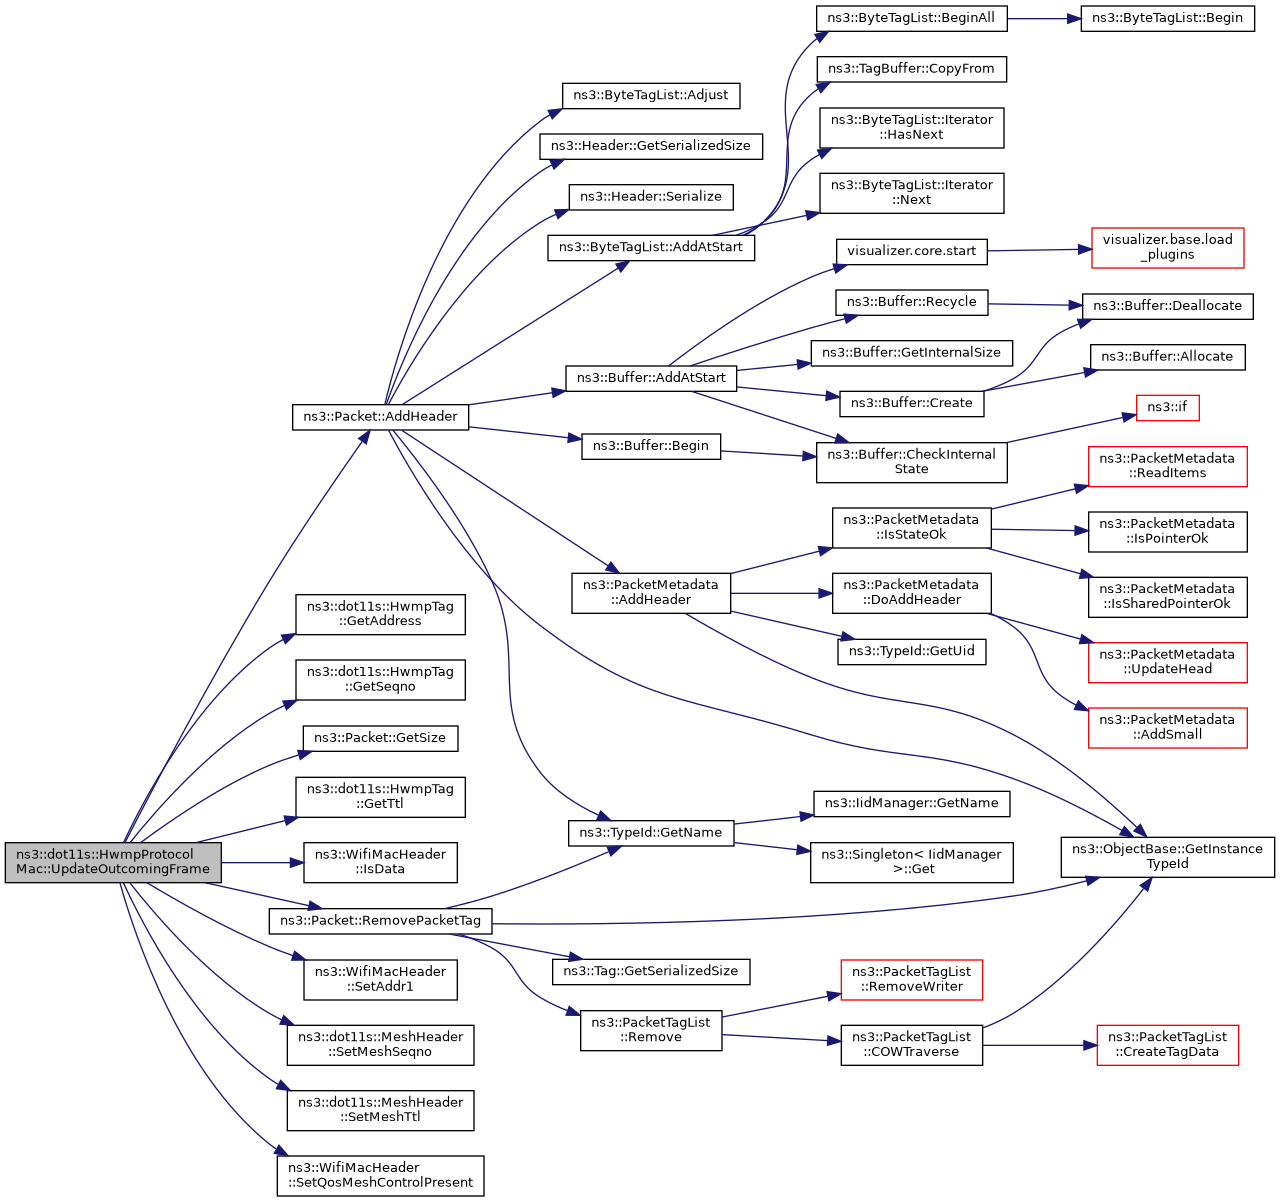 ns3::dot11s::HwmpProtocol
Mac::UpdateOutcomingFrame
ns3::Packet::AddHeader
ns3::dot11s::HwmpTag
::GetAddress
ns3::dot11s::HwmpTag
::GetSeqno
ns3::Packet::GetSize
ns3::dot11s::HwmpTag
::GetTtl
ns3::WifiMacHeader
::IsData
ns3::Packet::RemovePacketTag
ns3::WifiMacHeader
::SetAddr1
ns3::dot11s::MeshHeader
::SetMeshSeqno
ns3::dot11s::MeshHeader
::SetMeshTtl
ns3::WifiMacHeader
::SetQosMeshControlPresent
ns3::ByteTagList::Adjust
ns3::Header::GetSerializedSize
ns3::Header::Serialize
ns3::ByteTagList::AddAtStart
ns3::Buffer::AddAtStart
ns3::Buffer::Begin
ns3::PacketMetadata
::AddHeader
ns3::TypeId::GetName
ns3::Tag::GetSerializedSize
ns3::PacketTagList
::Remove
ns3::ByteTagList::BeginAll
ns3::TagBuffer::CopyFrom
ns3::ByteTagList::Iterator
::HasNext
ns3::ByteTagList::Iterator
::Next
visualizer.core.start
ns3::Buffer::Recycle
ns3::Buffer::GetInternalSize
ns3::Buffer::Create
ns3::Buffer::CheckInternal
State
ns3::PacketMetadata
::IsStateOk
ns3::PacketMetadata
::DoAddHeader
ns3::TypeId::GetUid
ns3::IidManager::GetName
ns3::Singleton< IidManager
>::Get
ns3::PacketTagList
::RemoveWriter
ns3::PacketTagList
::COWTraverse
ns3::ByteTagList::Begin
visualizer.base.load
_plugins
ns3::Buffer::Deallocate
ns3::Buffer::Allocate
ns3::if
ns3::PacketMetadata
::ReadItems
ns3::PacketMetadata
::IsPointerOk
ns3::PacketMetadata
::IsSharedPointerOk
ns3::PacketMetadata
::UpdateHead
ns3::PacketMetadata
::AddSmall
ns3::ObjectBase::GetInstance
TypeId
ns3::PacketTagList
::CreateTagData